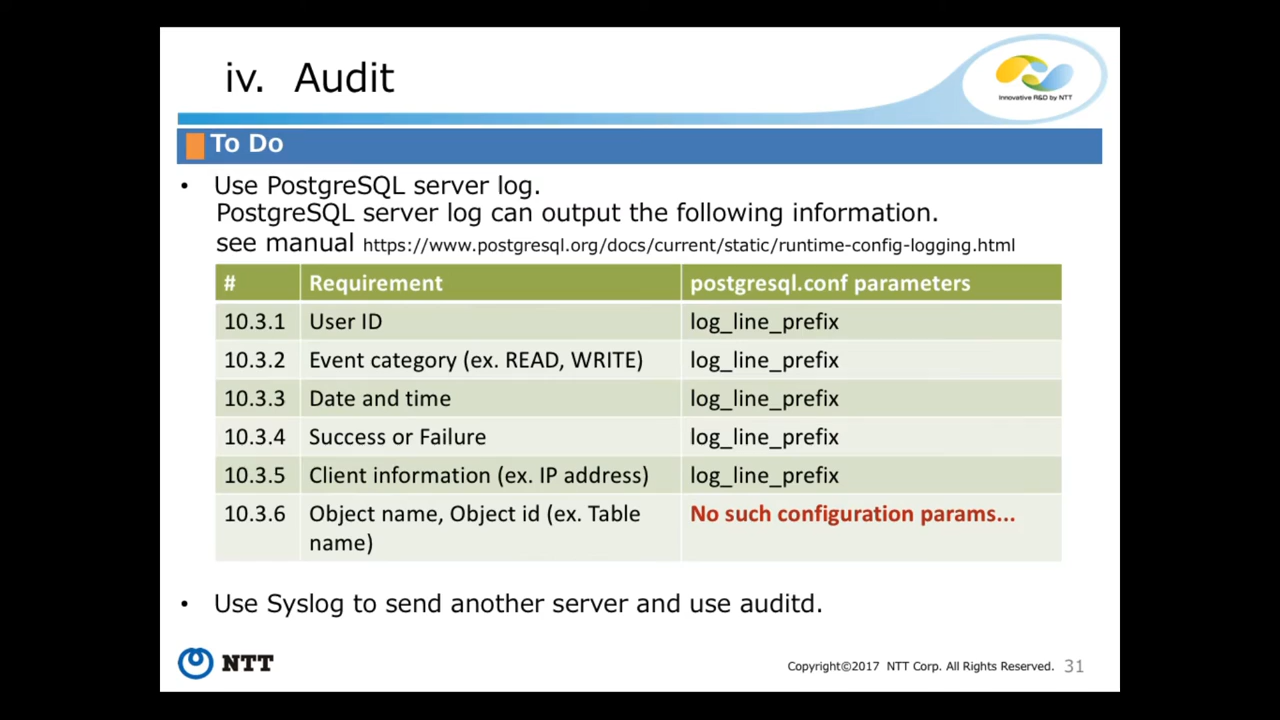 iv. Audit
Innovative R&D by NTT
To Do
• Use PostgreSQL server log.
PostgreSQL server log can output the following information.
see manual https://www.postgresql.org/docs/current/static/runtime-config-logging.html
# Requirement postgresql.conf parameters
10.3.1 User ID log_line_prefix
10.3.2 Event category (ex. READ, WRITE) log_line_prefix
10.3.3 Date and time log_line_prefix
10.3.4 Success or Failure log_line_prefix
10.3.5 Client information (ex. IP address) log_line_prefix
10.3.6 Object name, Object id (ex. Table No such configuration params...
name)
• Use Syslog to send another server and use auditd.
NTT
Copyright©2017 NTT Corp. All Rights Reserved. 31